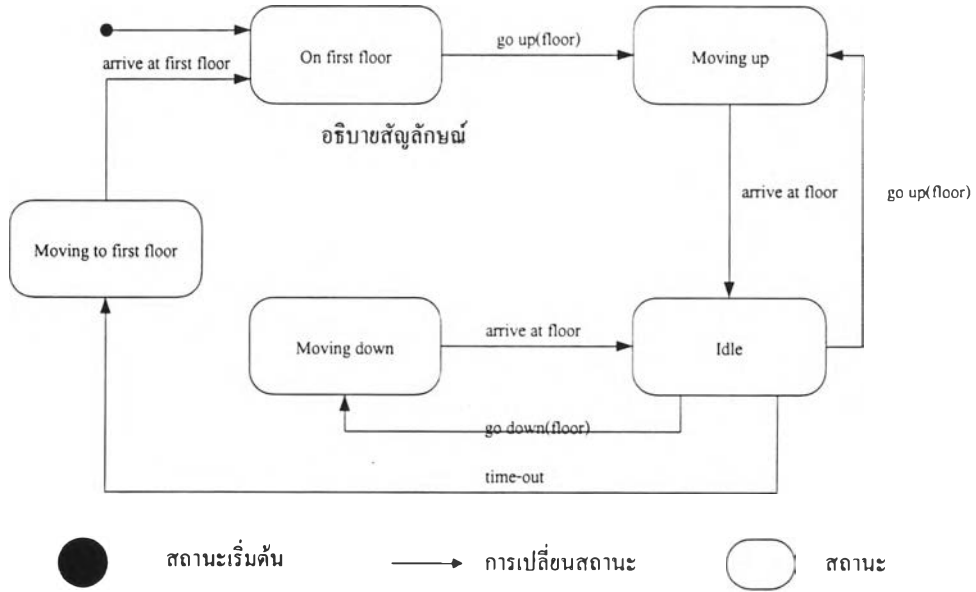 On first floor
go up(floor)
Moving up
arrive at first floor
อธิบายสัญลักษณ์
arrive at floor
go up(floor)
Moving to first floor
Moving down
arrive at floor
Idle
go down(floor)
time-out
สถานะเริ่มต้น
การเปลี่ยนสถานะ
สถานะ